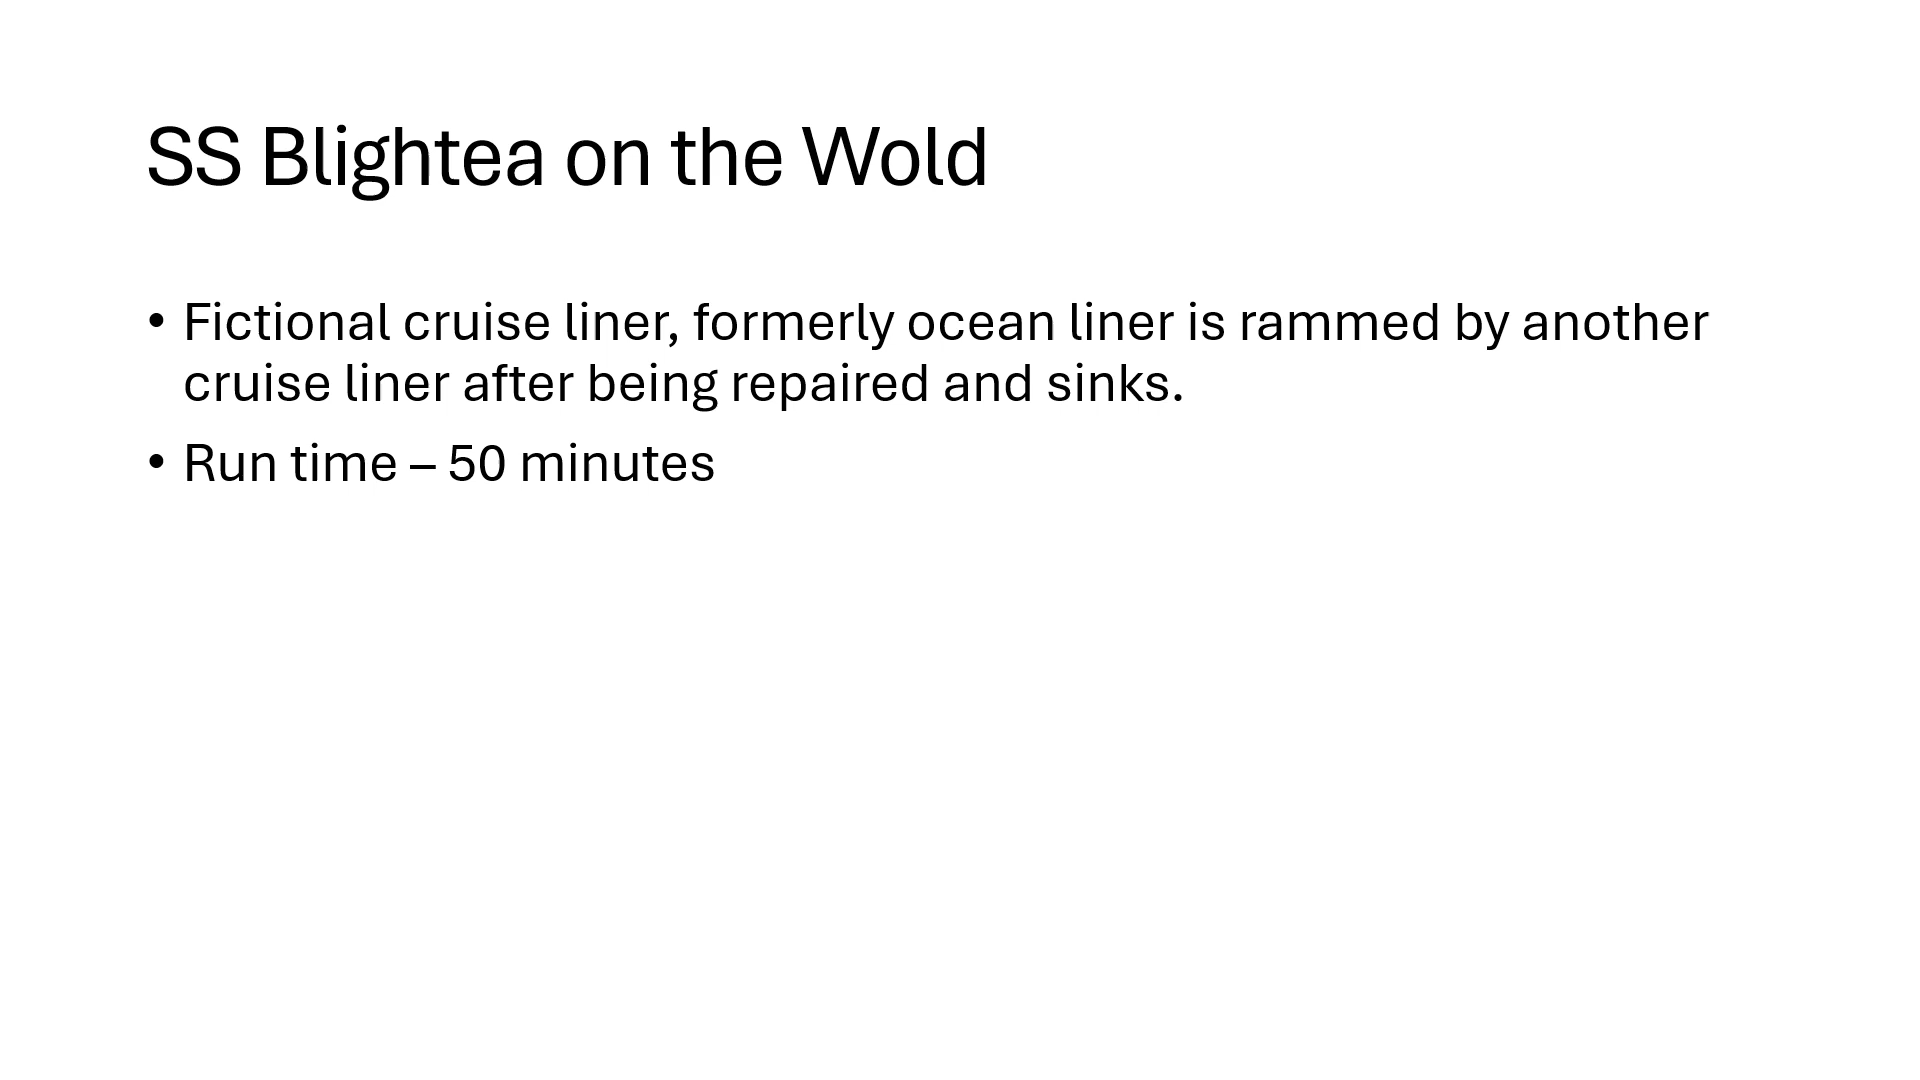 SS Blightea on the Wold
• Fictional cruise liner, formerly ocean liner is rammed by another
cruise liner after being repaired and sinks.
• Run time – 50 minutes